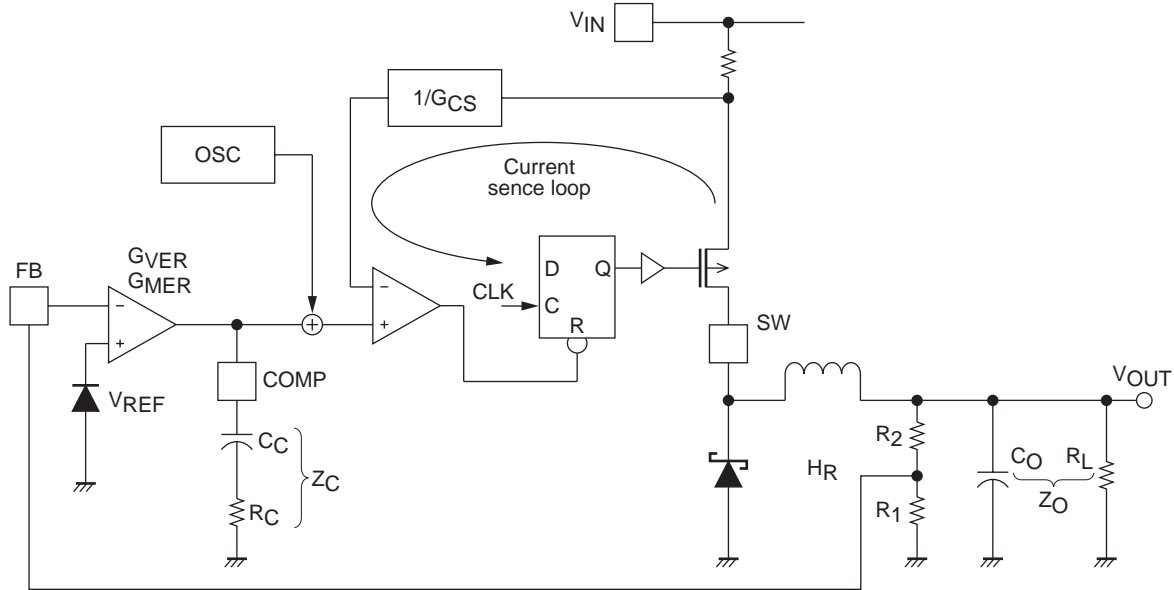 VIN
1/GCS
OSC
Current
sence loop
GVER
GMER
FB
−
+
VREF
COMP
CC
RC
ZC
+
−
+
D
Q
CLK
C
R
SW
VOUT
HR
R2
R1
CO
RL
ZO